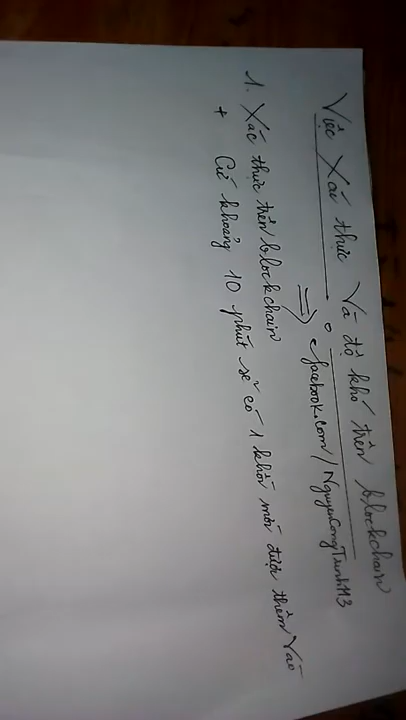 Việc Xác thực Và độ khó trên blockchain
=> facebook.com/NguyenCongTrinh113
1. Xác thực trên blockchain
+ Cứ khoảng 10 phút sẽ có 1 khối mới được thêm vào